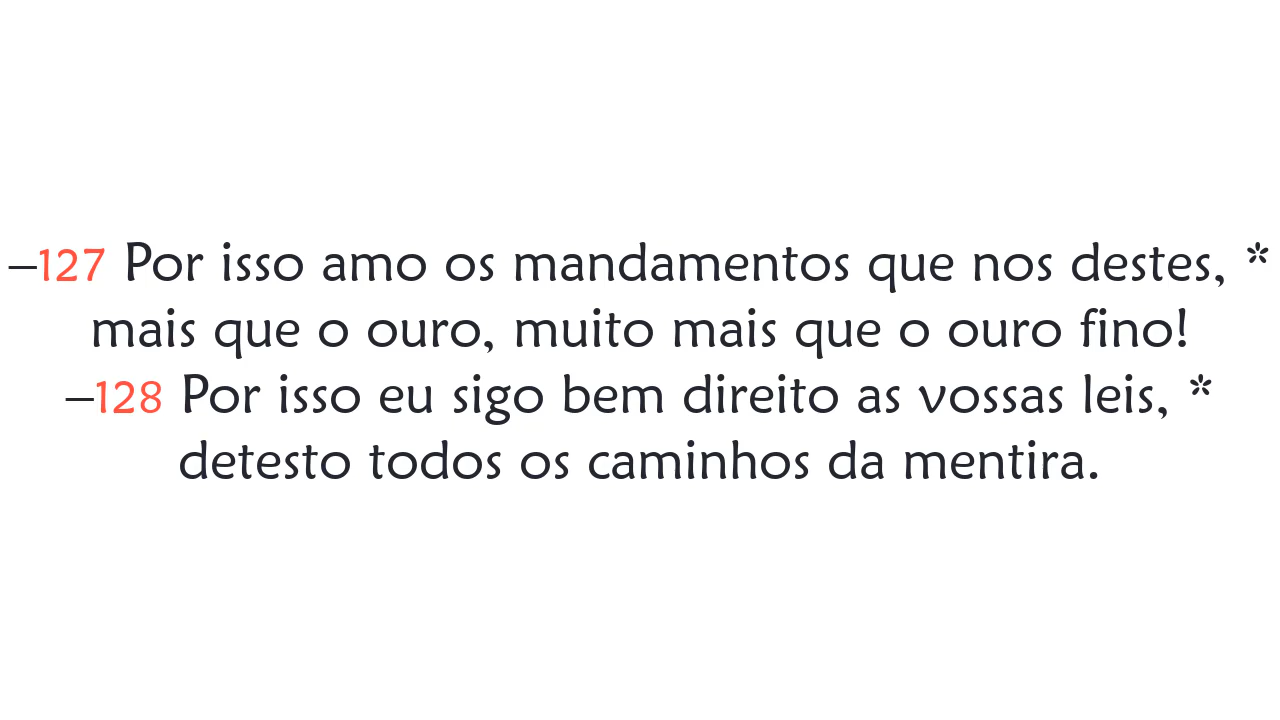 –127 Por isso amo os mandamentos que nos destes, *
mais que o ouro, muito mais que o ouro fino!
–128 Por isso eu sigo bem direito as vossas leis, *
detesto todos os caminhos da mentira.